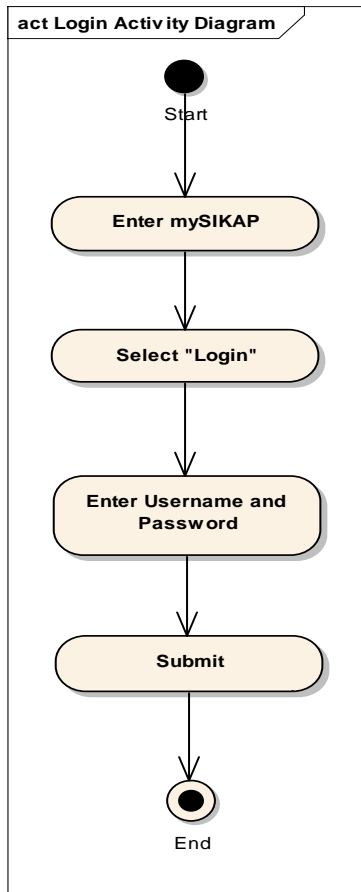 act Login Activity Diagram
Start
Enter mySIKAP
Select "Login"
Enter Username and
Password
Submit
End